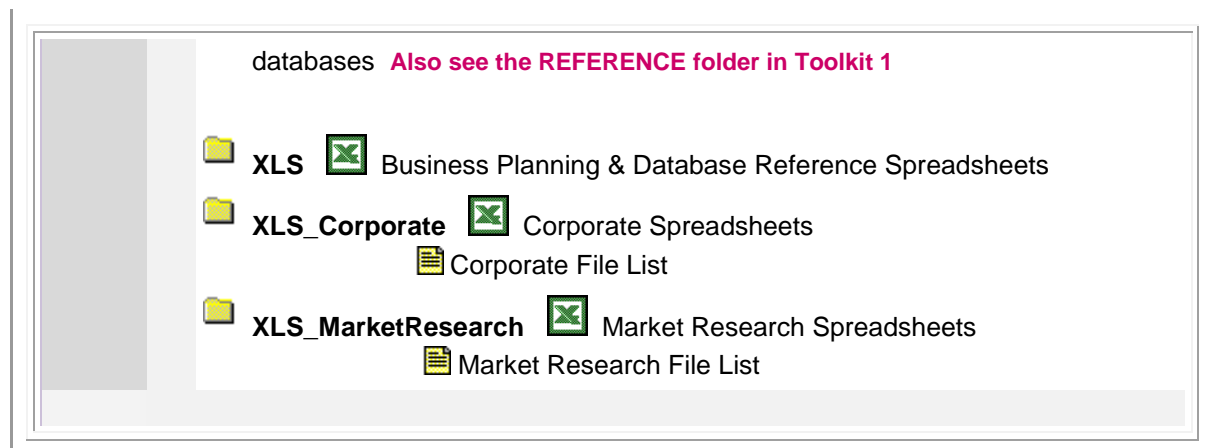 databases Also see the REFERENCE folder in Toolkit 1
XLS Business Planning & Database Reference Spreadsheets
XLS_Corporate Corporate Spreadsheets
Corporate File List
XLS_MarketResearch Market Research Spreadsheets
Market Research File List